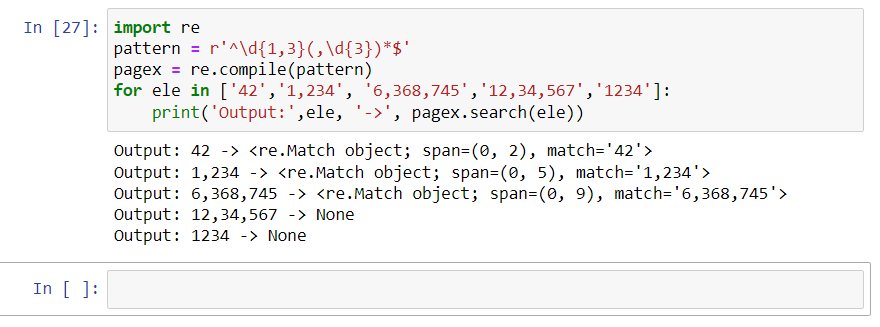 In [27]: import re
pattern = r'^\d{1,3}(,\d{3})*$'
pagex = re.compile(pattern)
for ele in ['42','1,234', '6,368,745','12,34,567','1234']:
    print('Output:',ele, '->', pagex.search(ele))
Output: 42 -> <re.Match object; span=(0, 2), match='42'>
Output: 1,234 -> <re.Match object; span=(0, 5), match='1,234'>
Output: 6,368,745 -> <re.Match object; span=(0, 9), match='6,368,745'>
Output: 12,34,567 -> None
Output: 1234 -> None
In [ ]: